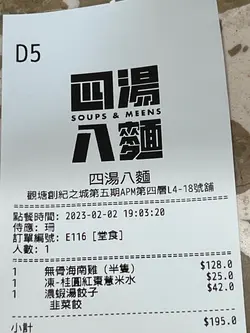 D5
四湯
SOUPS & MEENS
八麵
四湯八麵
觀塘創紀之城第五期APM第四層L4-18號舖
點餐時間: 2023-02-02 19:03:20
侍應: 珊
訂單編號: E116 [堂食]
人數: 1
1 無骨海南雞 (半隻) $128.0
1 凍-桂圓紅棗薏米水 $25.0
1 濃蝦湯餃子 $42.0
韭菜餃
小計 $195.0